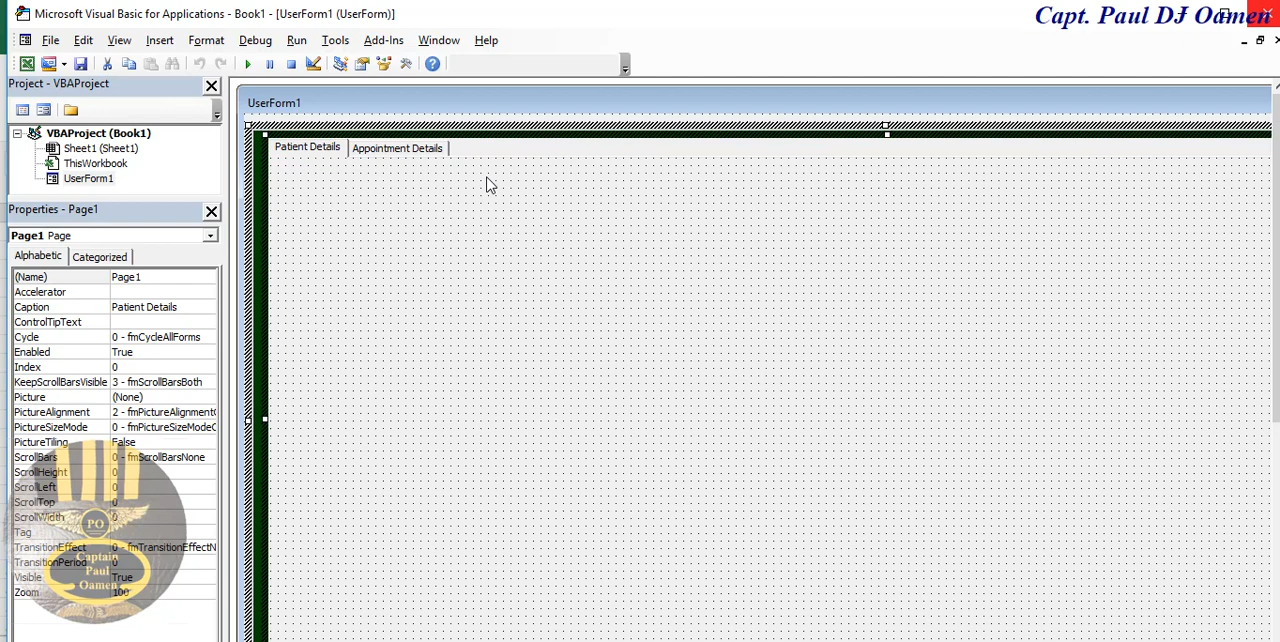 Microsoft Visual Basic for Applications - Book1 - [UserForm1 (UserForm)]
Capt. Paul DJ Oamen
File Edit View Insert Format Debug Run Tools Add-Ins Window Help
Project - VBAProject
VBAProject (Book1)
Sheet1 (Sheet1)
ThisWorkbook
UserForm1
Properties - Page1
Page1 Page
Alphabetic Categorized
(Name) Page1
Accelerator
Caption Patient Details
ControlTipText
Cycle 0 - fmCycleAllForms
Enabled True
Index 0
KeepScrollBarsVisible 3 - fmScrollBarsBoth
Picture (None)
PictureAlignment 2 - fmPictureAlignmentC
PictureSizeMode 0 - fmPictureSizeModeC
PictureTiling False
ScrollBars 0 - fmScrollBarsNone
ScrollHeight 0
ScrollLeft 0
ScrollTop 0
ScrollWidth 0
Tag
TransitionEffect 0 - fmTransitionEffectN
TransitionPeriod 0
Visible True
Zoom 100
PO
Captain
Paul
Oamen
UserForm1
Patient Details Appointment Details